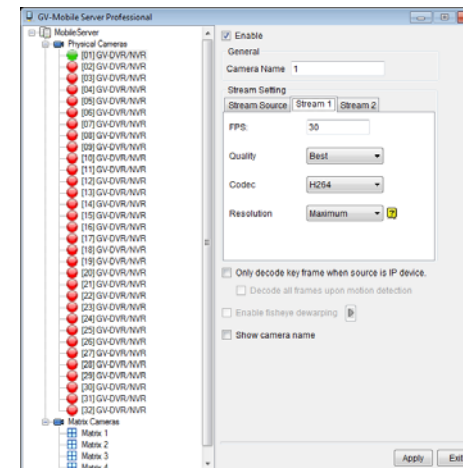 GV-Mobile Server Professional
MobileServer
Physical Cameras
[01] GV-DVR/NVR
[02] GV-DVR/NVR
[03] GV-DVR/NVR
[04] GV-DVR/NVR
[05] GV-DVR/NVR
[06] GV-DVR/NVR
[07] GV-DVR/NVR
[08] GV-DVR/NVR
[09] GV-DVR/NVR
[10] GV-DVR/NVR
[11] GV-DVR/NVR
[12] GV-DVR/NVR
[13] GV-DVR/NVR
[14] GV-DVR/NVR
[15] GV-DVR/NVR
[16] GV-DVR/NVR
[17] GV-DVR/NVR
[18] GV-DVR/NVR
[19] GV-DVR/NVR
[20] GV-DVR/NVR
[21] GV-DVR/NVR
[22] GV-DVR/NVR
[23] GV-DVR/NVR
[24] GV-DVR/NVR
[25] GV-DVR/NVR
[26] GV-DVR/NVR
[27] GV-DVR/NVR
[28] GV-DVR/NVR
[29] GV-DVR/NVR
[30] GV-DVR/NVR
[31] GV-DVR/NVR
[32] GV-DVR/NVR
Matrix Cameras
Matrix 1
Matrix 2
Matrix 3
Matrix 4
Enable
General
Camera Name 1
Stream Setting
Stream Source Stream 1 Stream 2
FPS: 30
Quality Best
Codec H264
Resolution Maximum ?
Only decode key frame when source is IP device.
Decode all frames upon motion detection
Enable fisheye dewarping
Show camera name
Apply Exit